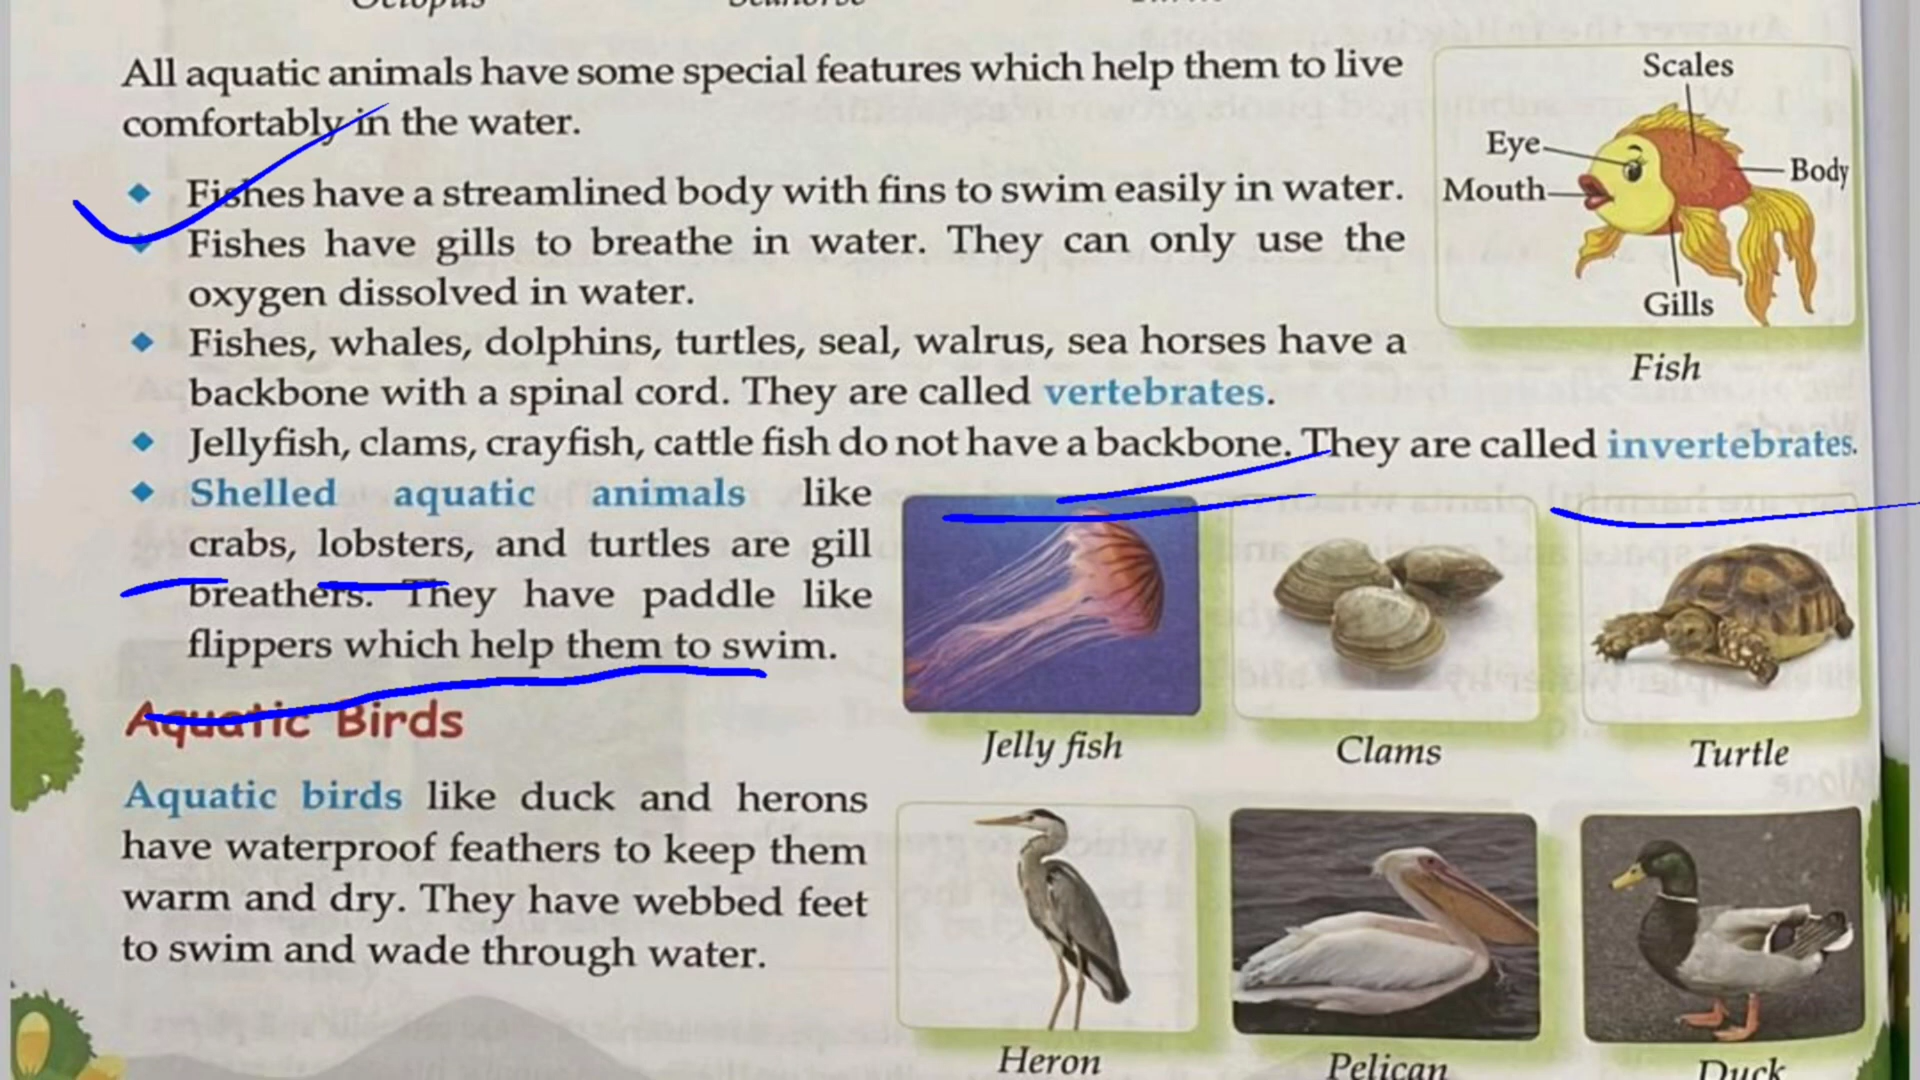 Octopus Seahorse
All aquatic animals have some special features which help them to live
comfortably in the water.
Fishes have a streamlined body with fins to swim easily in water.
Fishes have gills to breathe in water. They can only use the
oxygen dissolved in water.
Fishes, whales, dolphins, turtles, seal, walrus, sea horses have a
backbone with a spinal cord. They are called vertebrates.
Jellyfish, clams, crayfish, cattle fish do not have a backbone. They are called invertebrates.
Shelled aquatic animals like
crabs, lobsters, and turtles are gill
breathers. They have paddle like
flippers which help them to swim.
Scales
Eye
Body
Mouth
Gills
Fish
Jelly fish Clams Turtle
Aquatic Birds
Aquatic birds like duck and herons
have waterproof feathers to keep them
warm and dry. They have webbed feet
to swim and wade through water.
Heron Pelican Duck